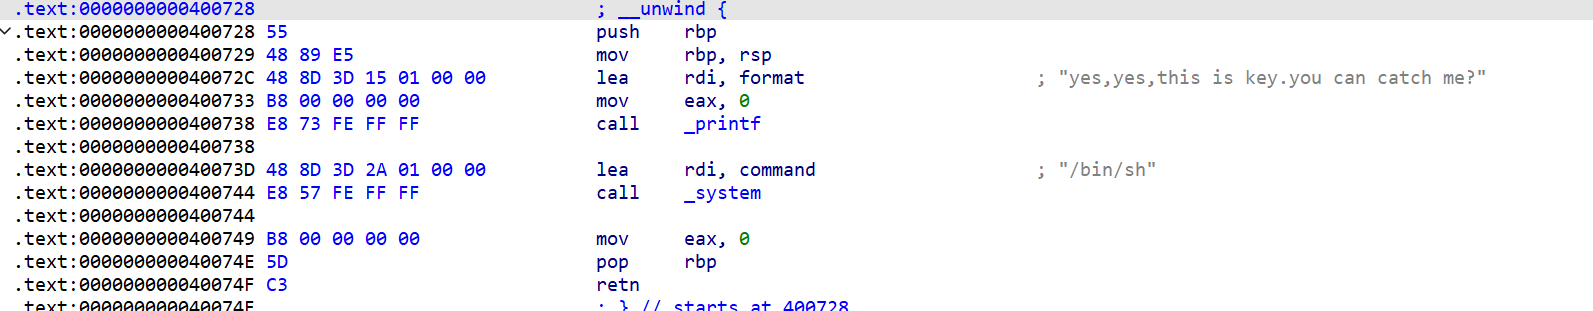 .text:0000000000400728 ; __unwind {
.text:0000000000400728 55 push rbp
.text:0000000000400729 48 89 E5 mov rbp, rsp
.text:000000000040072C 48 8D 3D 15 01 00 00 lea rdi, format ; "yes,yes,this is key.you can catch me?"
.text:0000000000400733 B8 00 00 00 00 mov eax, 0
.text:0000000000400738 E8 73 FE FF FF call _printf
.text:0000000000400738
.text:000000000040073D 48 8D 3D 2A 01 00 00 lea rdi, command ; "/bin/sh"
.text:0000000000400744 E8 57 FE FF FF call _system
.text:0000000000400744
.text:0000000000400749 B8 00 00 00 00 mov eax, 0
.text:000000000040074E 5D pop rbp
.text:000000000040074F C3 retn
.text:000000000040074F ; } // starts at 400728